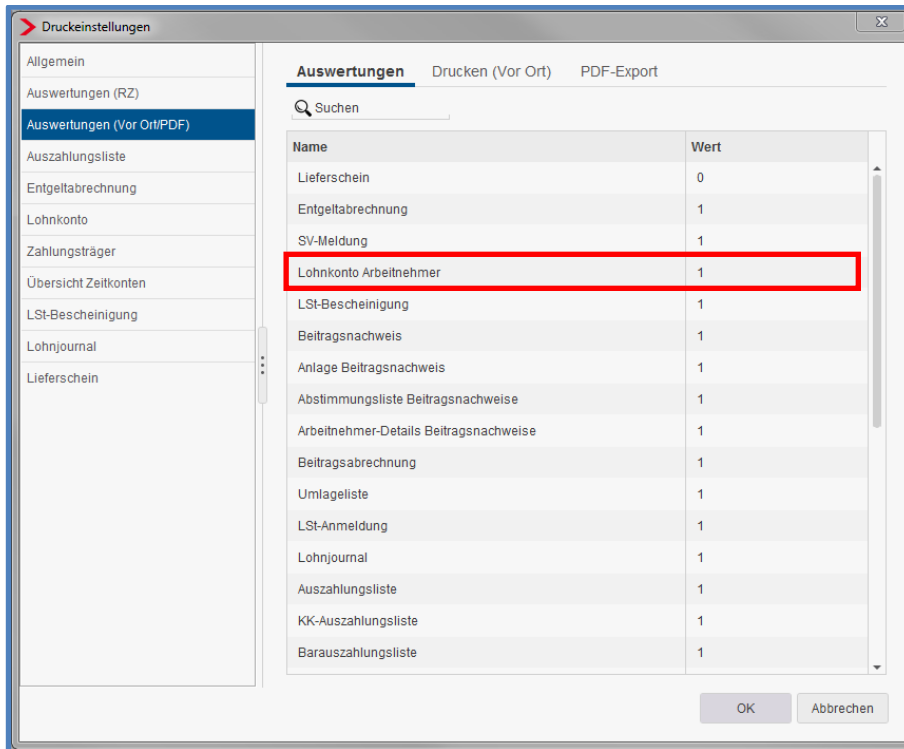 Druckeinstellungen
Allgemein
Auswertungen (RZ)
Auswertungen (Vor Ort/PDF)
Auszahlungsliste
Entgeltabrechnung
Lohnkonto
Zahlungsträger
Übersicht Zeitkonten
LSt-Bescheinigung
Lohnjournal
Lieferschein
Auswertungen Drucken (Vor Ort) PDF-Export
Suchen
Name Wert
Lieferschein 0
Entgeltabrechnung 1
SV-Meldung 1
Lohnkonto Arbeitnehmer 1
LSt-Bescheinigung 1
Beitragsnachweis 1
Anlage Beitragsnachweis 1
Abstimmungsliste Beitragsnachweise 1
Arbeitnehmer-Details Beitragsnachweise 1
Beitragsabrechnung 1
Umlageliste 1
LSt-Anmeldung 1
Lohnjournal 1
Auszahlungsliste 1
KK-Auszahlungsliste 1
Barauszahlungsliste 1
OK Abbrechen